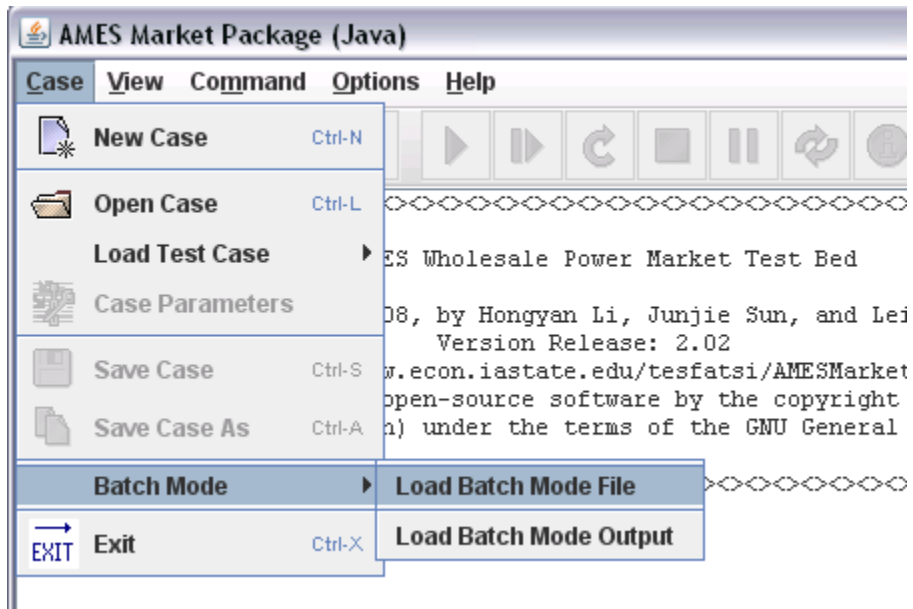 AMES Market Package (Java)
Case View Command Options Help
New Case Ctrl-N
Open Case Ctrl-L
Load Test Case
ES Wholesale Power Market Test Bed
Case Parameters
08, by Hongyan Li, Junjie Sun, and Lei
Version Release: 2.02
Save Case Ctrl-S
w.econ.iastate.edu/tesfatsi/AMESMarket
open-source software by the copyright
Save Case As Ctrl-A
n) under the terms of the GNU General
Batch Mode
Load Batch Mode File
Load Batch Mode Output
EXIT Exit Ctrl-X